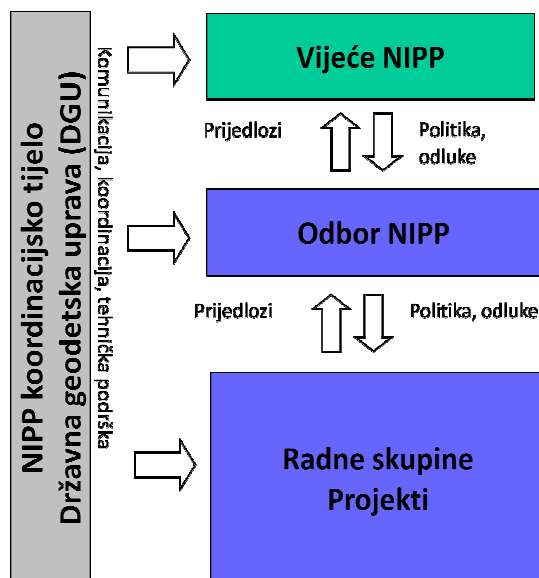 NIPP koordinacijsko tijelo
Državna geodetska uprava (DGU)
Komunikacija, koordinacija, tehnička podrška
Vijeće NIPP
Prijedlozi
Politika,
odluke
Odbor NIPP
Prijedlozi
Politika, odluke
Radne skupine
Projekti